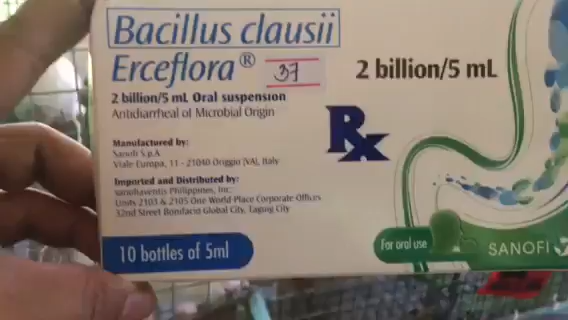 Bacillus clausii
Erceflora®
37
2 billion/5 mL
2 billion/5 mL Oral suspension
Antidiarrheal of Microbial Origin
Rx
Manufactured by:
Sanofi S.p.A
Viale Europa, 11 - 21040 Origgio (VA), Italy
Imported and Distributed by:
sanofi-aventis Philippines, Inc.
Units 2103 & 2105 One World Place Corporate Offices
32nd Street Bonifacio Global City, Taguig City
10 bottles of 5ml
For oral use
SANOFI